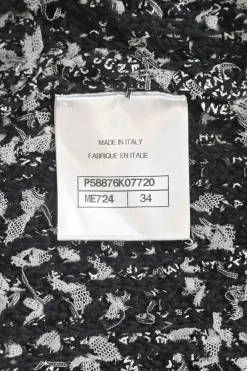 MADE IN ITALY
FABRIQUE EN ITALIE
P58876K07720
ME724 34